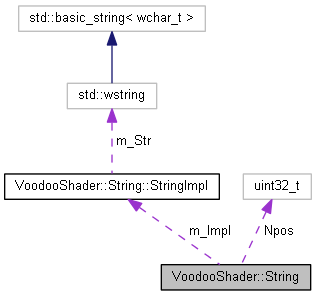 std::basic_string< wchar_t >
std::wstring
m_Str
VoodooShader::String::StringImpl
uint32_t
m_Impl
Npos
VoodooShader::String